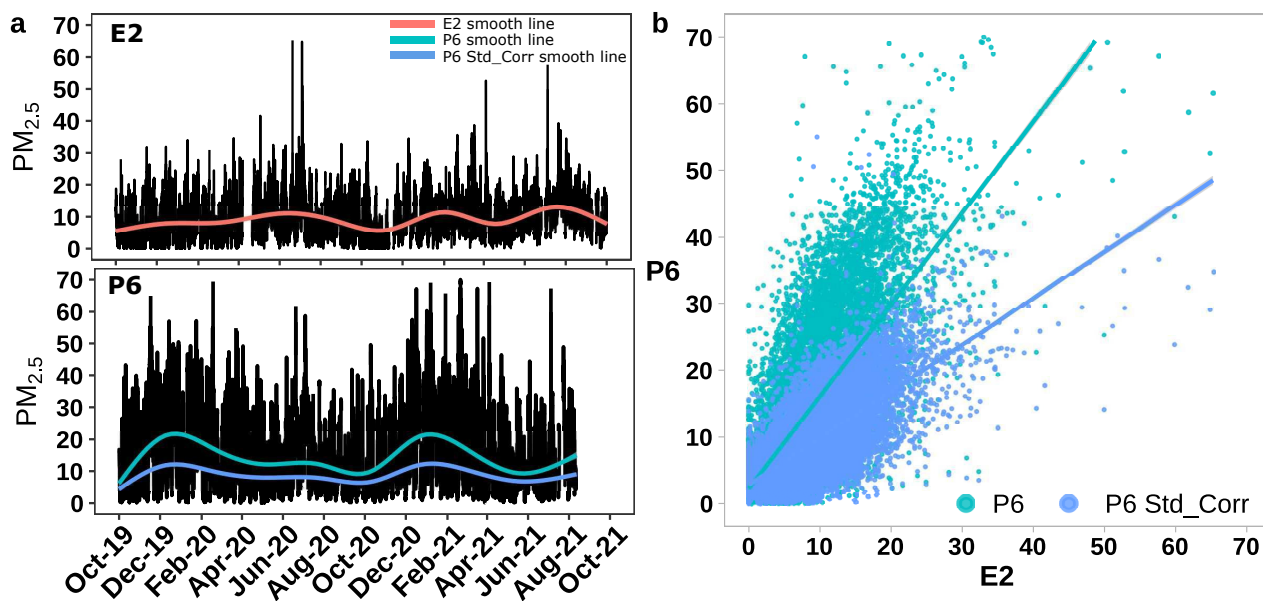 a
E2
E2 smooth line
P6 smooth line
P6 Std_Corr smooth line
PM2.5
70
60
50
40
30
20
10
0
P6
PM2.5
70
60
50
40
30
20
10
0
Oct-19
Dec-19
Feb-20
Apr-20
Jun-20
Aug-20
Oct-20
Dec-20
Feb-21
Apr-21
Jun-21
Aug-21
Oct-21
b
P6
70
60
50
40
30
20
10
0
P6
P6 Std_Corr
0 10 20 30 40 50 60 70
E2